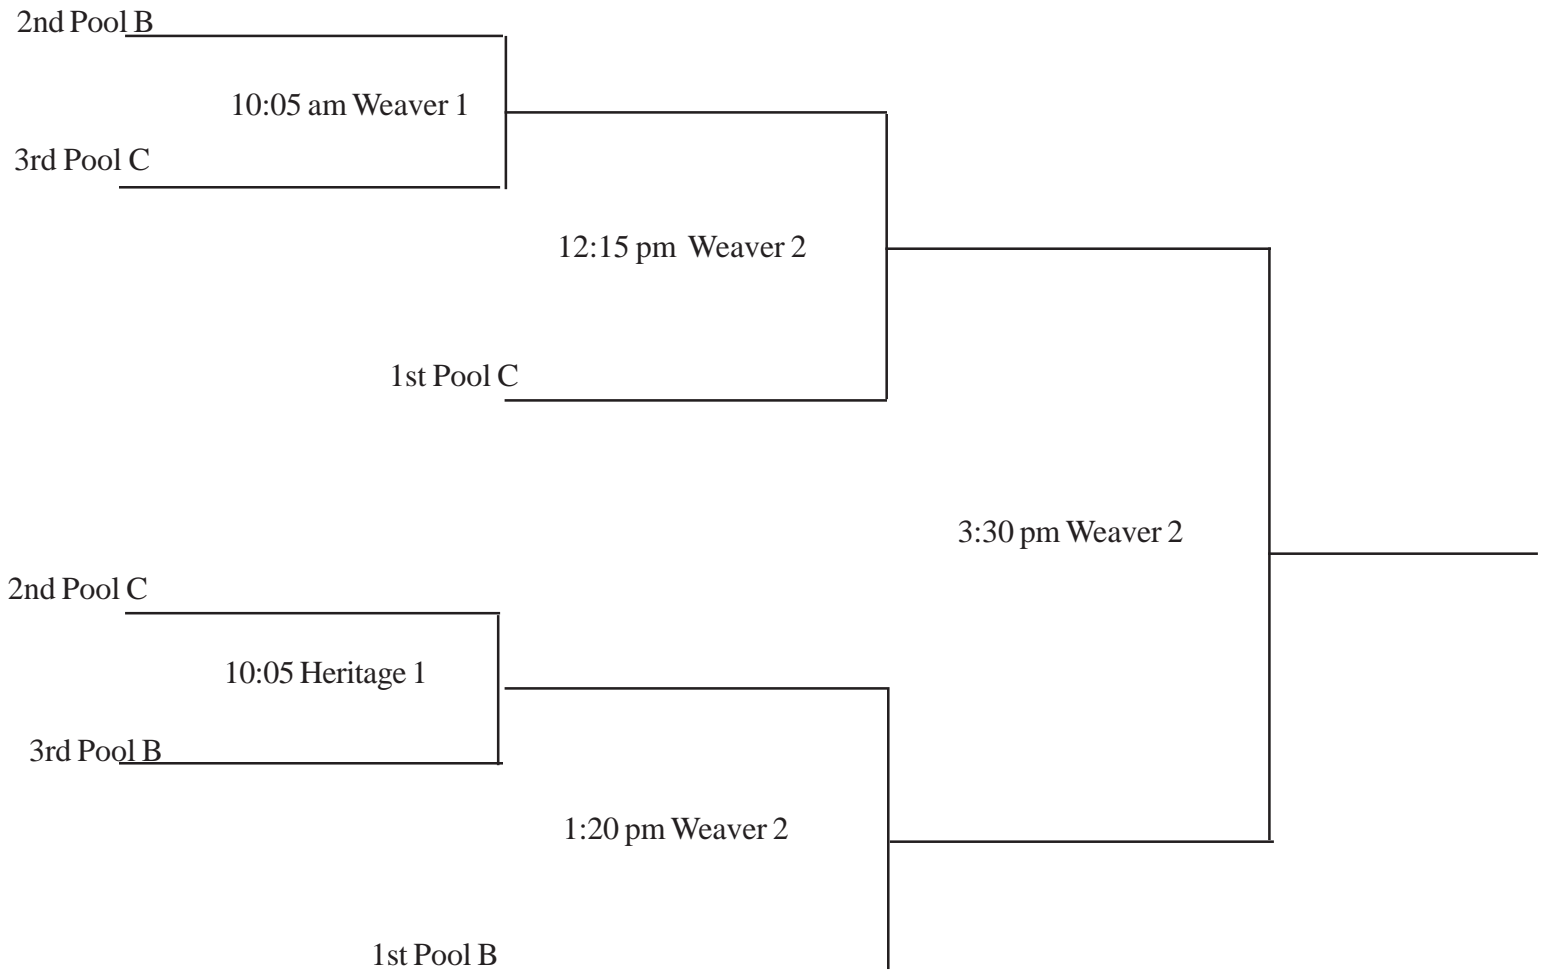 2nd Pool B
10:05 am Weaver 1
3rd Pool C
12:15 pm Weaver 2
1st Pool C
3:30 pm Weaver 2
2nd Pool C
10:05 Heritage 1
3rd Pool B
1:20 pm Weaver 2
1st Pool B